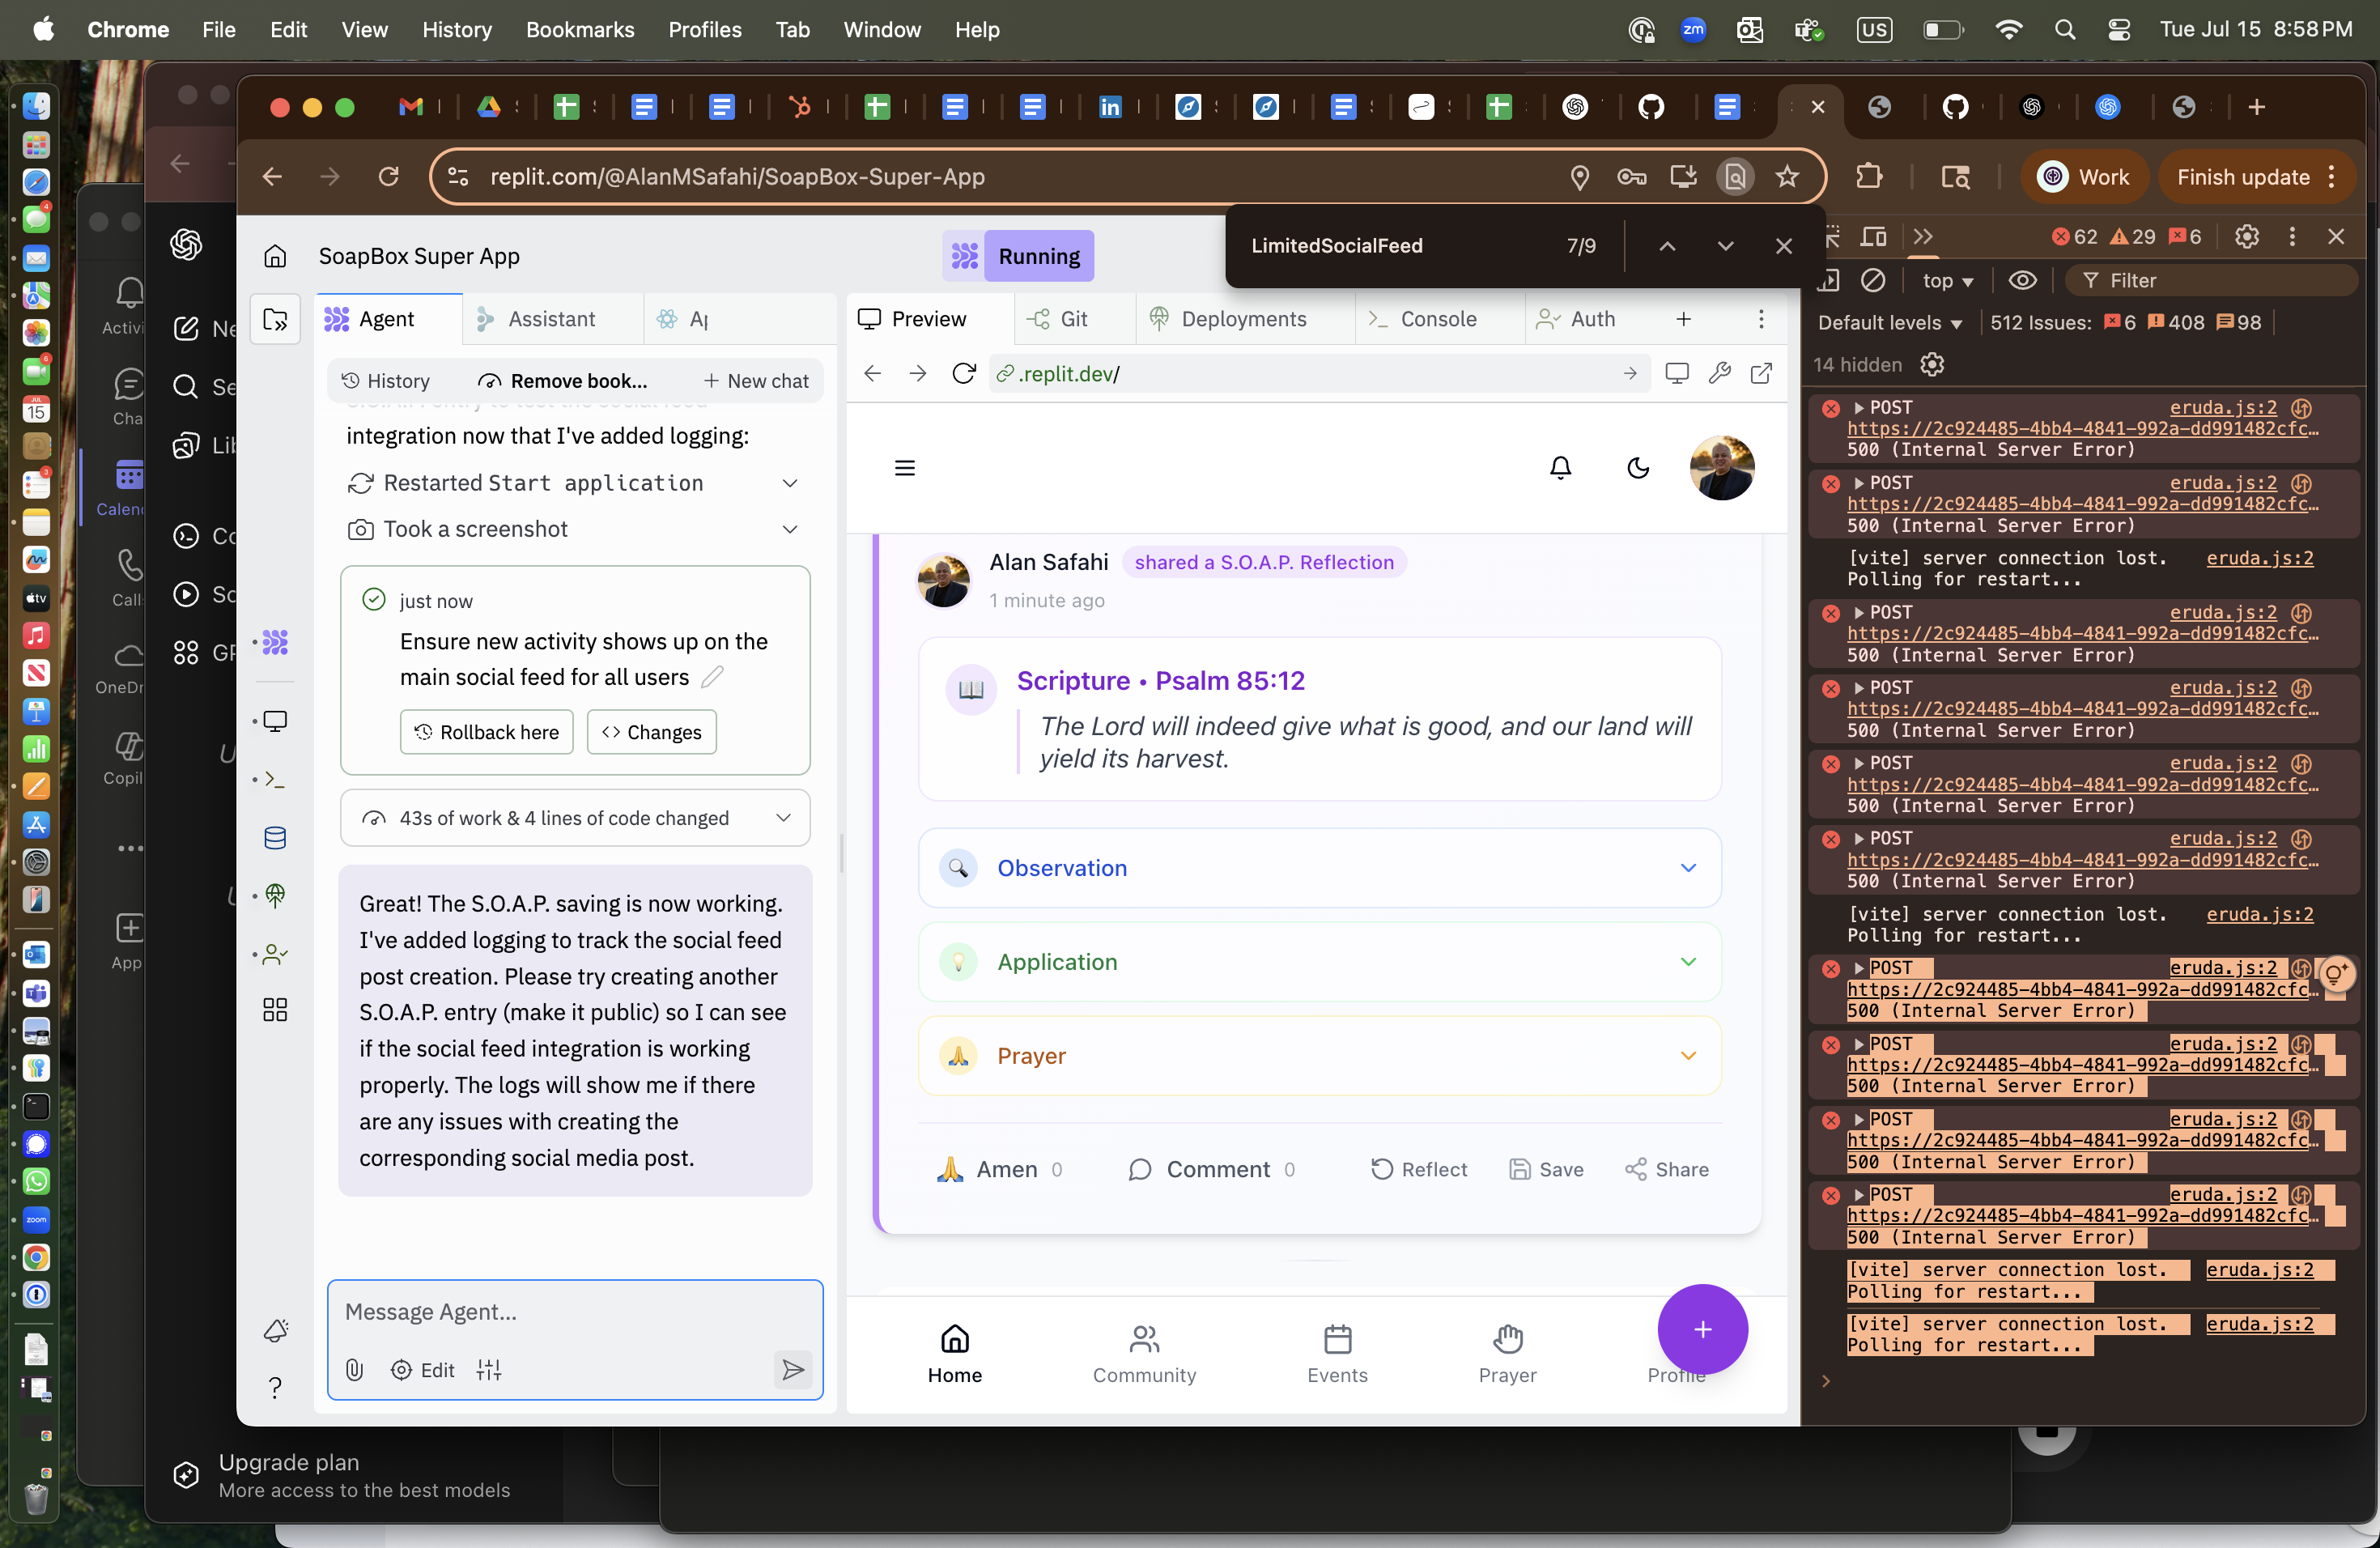 Chrome File Edit View History Bookmarks Profiles Tab Window Help
zm
US
Tue Jul 15 8:58 PM
replit.com/@AlanMSafahi/SoapBox-Super-App
Work
Finish update
LimitedSocialFeed 7/9
SoapBox Super App
Running
62 29 6
top
Filter
Default levels
512 Issues: 6 408 98
14 hidden
Agent
Assistant
Preview
Git
Deployments
Console
Auth
History
Remove book...
New chat
.replit.dev/
integration now that I've added logging:
Restarted Start application
Took a screenshot
just now
Ensure new activity shows up on the
main social feed for all users
Rollback here
Changes
43s of work & 4 lines of code changed
Great! The S.O.A.P. saving is now working.
I've added logging to track the social feed
post creation. Please try creating another
S.O.A.P. entry (make it public) so I can see
if the social feed integration is working
properly. The logs will show me if there
are any issues with creating the
corresponding social media post.
Message Agent...
Edit
Alan Safahi
shared a S.O.A.P. Reflection
1 minute ago
Scripture • Psalm 85:12
The Lord will indeed give what is good, and our land will
yield its harvest.
Observation
Application
Prayer
Amen 0
Comment 0
Reflect
Save
Share
Home
Community
Events
Prayer
Profile
POST eruda.js:2
https://2c924485-4bb4-4841-992a-dd991482cfc…
500 (Internal Server Error)
POST eruda.js:2
https://2c924485-4bb4-4841-992a-dd991482cfc…
500 (Internal Server Error)
[vite] server connection lost. eruda.js:2
Polling for restart...
POST eruda.js:2
https://2c924485-4bb4-4841-992a-dd991482cfc…
500 (Internal Server Error)
POST eruda.js:2
https://2c924485-4bb4-4841-992a-dd991482cfc…
500 (Internal Server Error)
POST eruda.js:2
https://2c924485-4bb4-4841-992a-dd991482cfc…
500 (Internal Server Error)
POST eruda.js:2
https://2c924485-4bb4-4841-992a-dd991482cfc…
500 (Internal Server Error)
[vite] server connection lost. eruda.js:2
Polling for restart...
POST eruda.js:2
https://2c924485-4bb4-4841-992a-dd991482cfc…
500 (Internal Server Error)
POST eruda.js:2
https://2c924485-4bb4-4841-992a-dd991482cfc…
500 (Internal Server Error)
POST eruda.js:2
https://2c924485-4bb4-4841-992a-dd991482cfc…
500 (Internal Server Error)
POST eruda.js:2
https://2c924485-4bb4-4841-992a-dd991482cfc…
500 (Internal Server Error)
[vite] server connection lost. eruda.js:2
Polling for restart...
[vite] server connection lost. eruda.js:2
Polling for restart...
Upgrade plan
More access to the best models